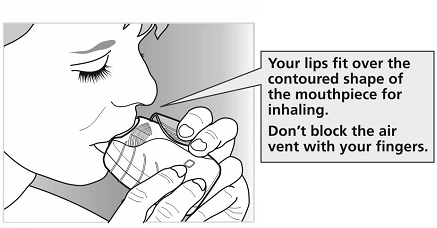 Your lips fit over the
contoured shape of
the mouthpiece for
inhaling.
Don't block the air
vent with your fingers.